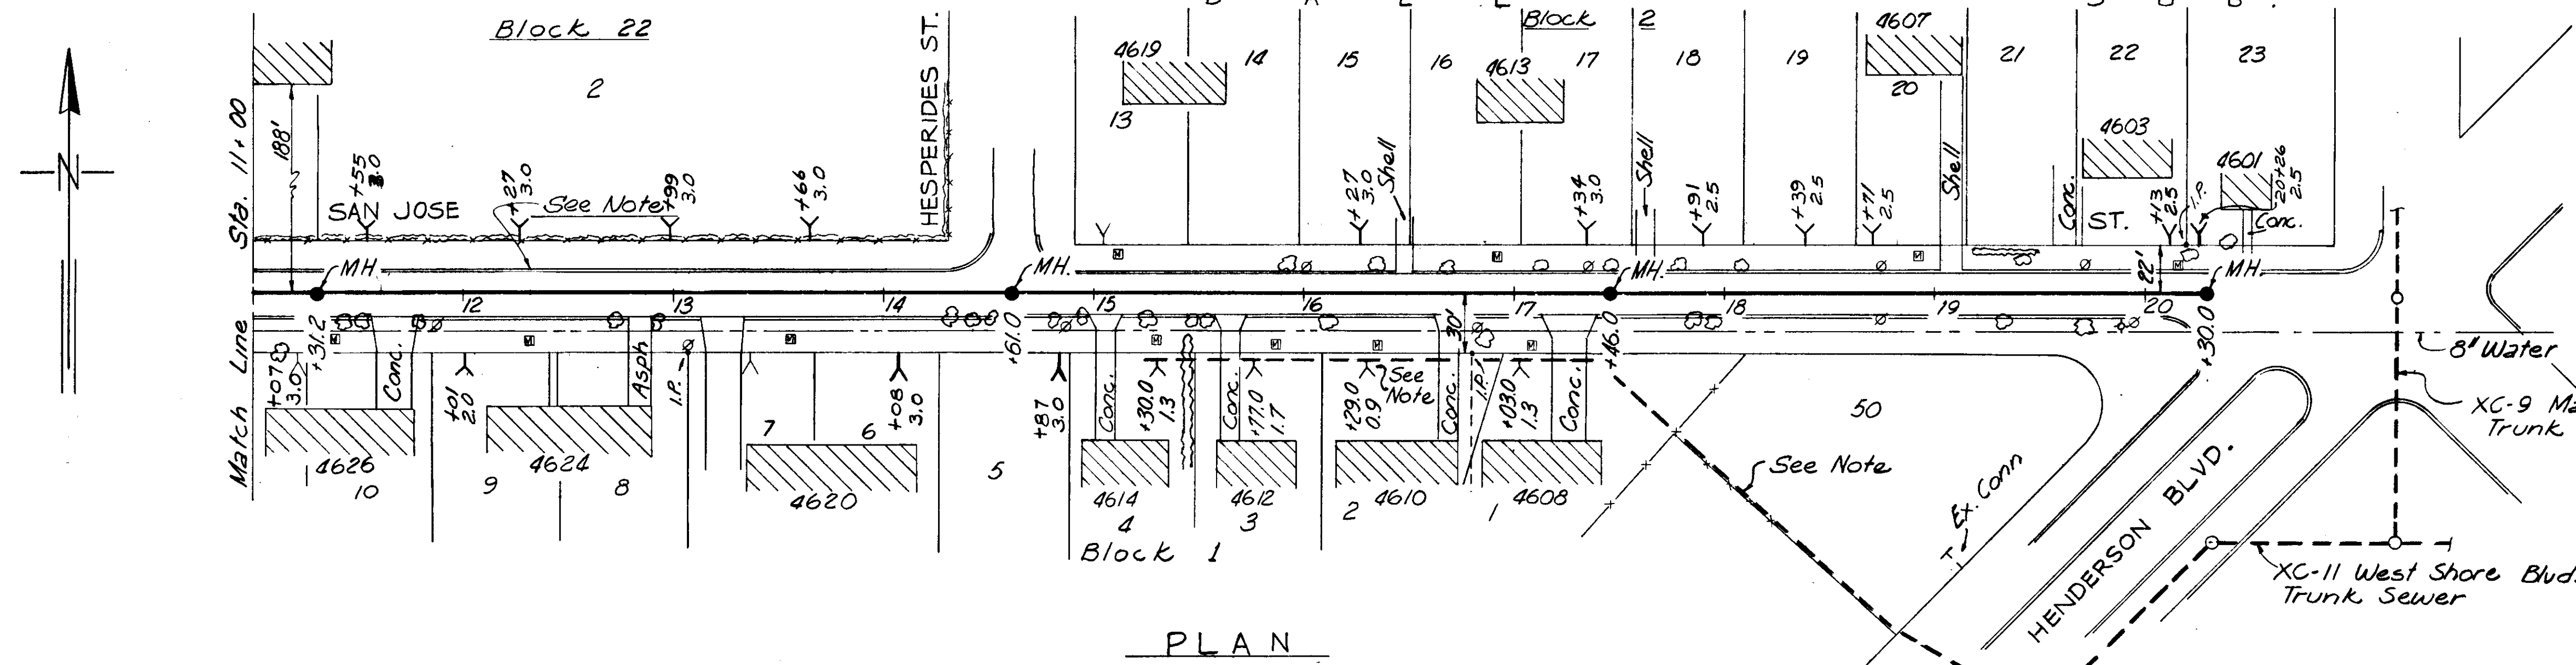 Block 22
2
HESPERIDES ST.
Block 2
4619
13
14
15
16
4613
17
18
19
4607
20
21
22
23
4603
4601
Sta. 11+00
Match Line
188'
N
+55
3.0
+27
3.0
See Note
+99
3.0
+66
3.0
SAN JOSE
ST.
+27
3.0
Shell
+34
3.0
Shell
+91
2.5
+39
2.5
+71
2.5
Shell
Conc.
+13
2.5
I.P.
20+26
2.5
Conc.
22'
MH.
MH.
MH.
MH.
12
13
14
15
16
17
18
19
20
+31.2
+61.0
+46.0
+30.0
30'
M
M
M
M
M
M
M
M
M
M
M
+07
3.0
Conc.
+01
2.0
Asph
I.P.
+08
3.0
+87
3.0
Conc.
+30.0
1.3
Conc.
+77.0
1.7
+29.0
0.9
See
Note
Conc.
I.P.
+03.0
1.3
Conc.
4626
10
9
4624
8
7
6
4620
5
4614
4
4612
3
2
4610
1
4608
Block 1
50
See Note
Ex. Conn
HENDERSON BLVD.
8" Water
XC-9 Ma
Trunk
XC-11 West Shore Blvd.
Trunk Sewer
PLAN